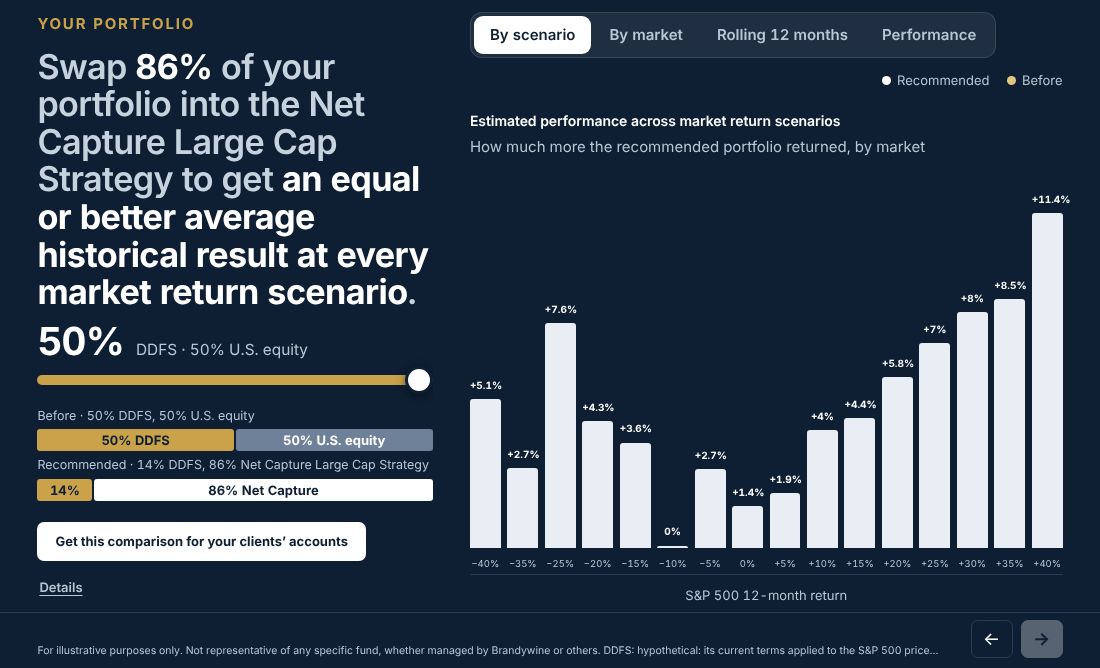 YOUR PORTFOLIO
Swap 86% of your
portfolio into the Net
Capture Large Cap
Strategy to get an equal
or better average
historical result at every
market return scenario.
50% DDFS · 50% U.S. equity
Before · 50% DDFS, 50% U.S. equity
50% DDFS 50% U.S. equity
Recommended · 14% DDFS, 86% Net Capture Large Cap Strategy
14% 86% Net Capture
Get this comparison for your clients’ accounts
Details
By scenario By market Rolling 12 months Performance
Recommended Before
Estimated performance across market return scenarios
How much more the recommended portfolio returned, by market
+5.1% +2.7% +7.6% +4.3% +3.6% 0% +2.7% +1.4% +1.9% +4% +4.4% +5.8% +7% +8% +8.5% +11.4%
−40% −35% −25% −20% −15% −10% −5% 0% +5% +10% +15% +20% +25% +30% +35% +40%
S&P 500 12-month return
For illustrative purposes only. Not representative of any specific fund, whether managed by Brandywine or others. DDFS: hypothetical: its current terms applied to the S&P 500 price...